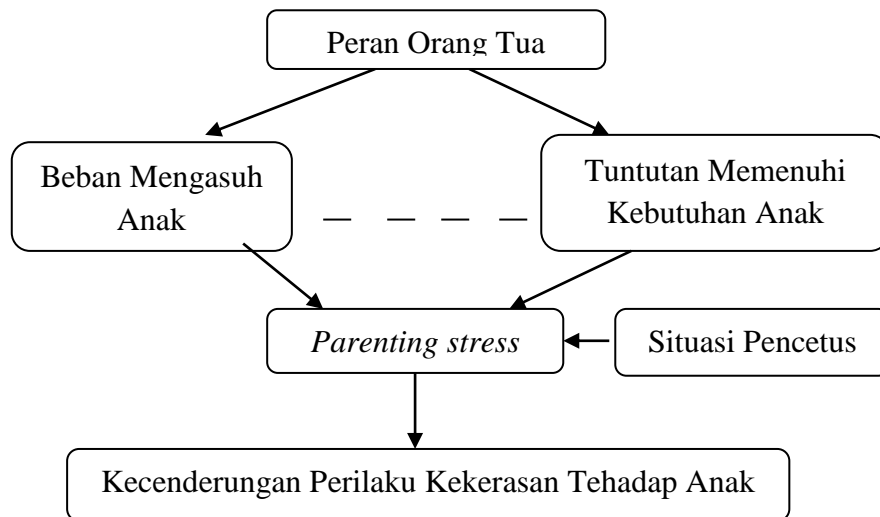 Peran Orang Tua
Beban Mengasuh
Anak
Tuntutan Memenuhi
Kebutuhan Anak
Parenting stress
Situasi Pencetus
Kecenderungan Perilaku Kekerasan Tehadap Anak